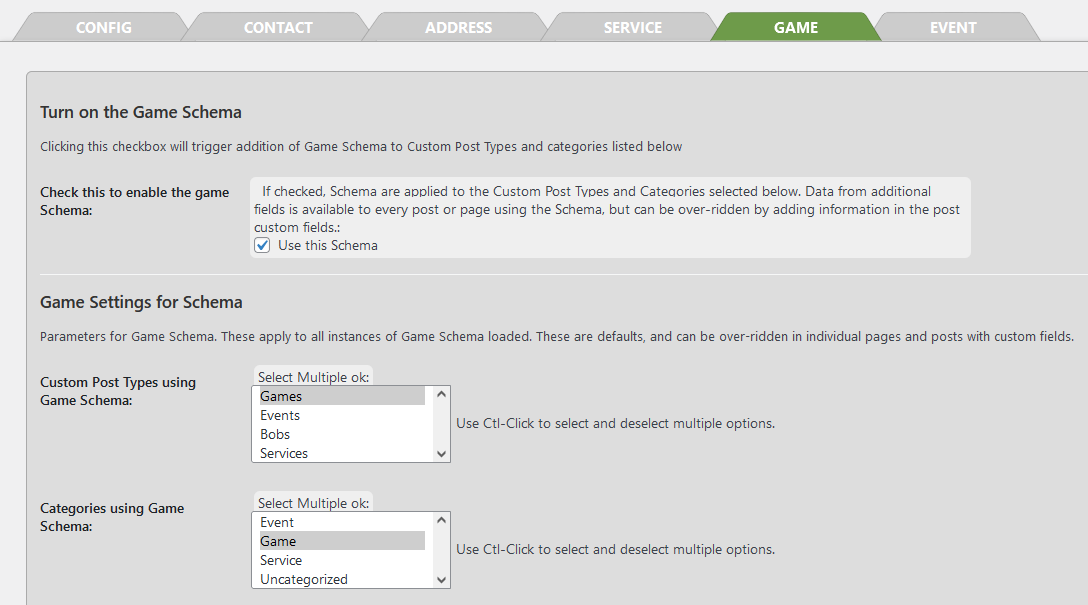 CONFIG CONTACT ADDRESS SERVICE GAME EVENT
Turn on the Game Schema
Clicking this checkbox will trigger addition of Game Schema to Custom Post Types and categories listed below
Check this to enable the game
Schema:
If checked, Schema are applied to the Custom Post Types and Categories selected below. Data from additional
fields is available to every post or page using the Schema, but can be over-ridden by adding information in the post
custom fields.:
Use this Schema
Game Settings for Schema
Parameters for Game Schema. These apply to all instances of Game Schema loaded. These are defaults, and can be over-ridden in individual pages and posts with custom fields.
Custom Post Types using
Game Schema:
Select Multiple ok:
Games
Events
Bobs
Services
Use Ctl-Click to select and deselect multiple options.
Categories using Game
Schema:
Select Multiple ok:
Event
Game
Service
Uncategorized
Use Ctl-Click to select and deselect multiple options.